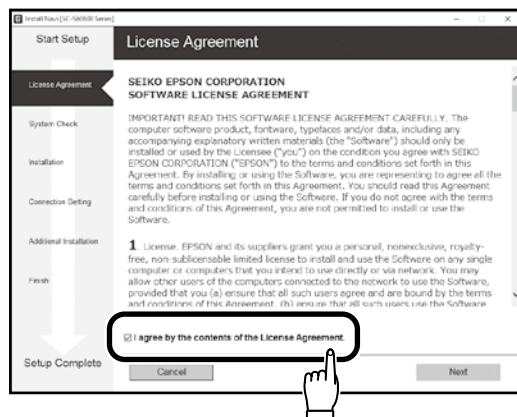 Install Navi [SC-S60600 Series]
Start Setup
License Agreement
License Agreement
System Check
Installation
Connection Setting
Additional Installation
Finish
Setup Complete
SEIKO EPSON CORPORATION
SOFTWARE LICENSE AGREEMENT
IMPORTANT! READ THIS SOFTWARE LICENSE AGREEMENT CAREFULLY. The
computer software product, fontware, typefaces and/or data, including any
accompanying explanatory written materials (the "Software") should only be
installed or used by the Licensee ("you") on the condition you agree with SEIKO
EPSON CORPORATION ("EPSON") to the terms and conditions set forth in this
Agreement. By installing or using the Software, you are representing to agree all the
terms and conditions set forth in this Agreement. You should read this Agreement
carefully before installing or using the Software. If you do not agree with the terms
and conditions of this Agreement, you are not permitted to install or use the
Software.
1. License. EPSON and its suppliers grant you a personal, nonexclusive, royalty-
free, non-sublicensable limited license to install and use the Software on any single
computer or computers that you intend to use directly or via network. You may
allow other users of the computers connected to the network to use the Software,
provided that you (a) ensure that all such users agree and are bound by the terms
and conditions of this Agreement, (b) ensure that all such users use the Software
I agree by the contents of the License Agreement.
Cancel
Next